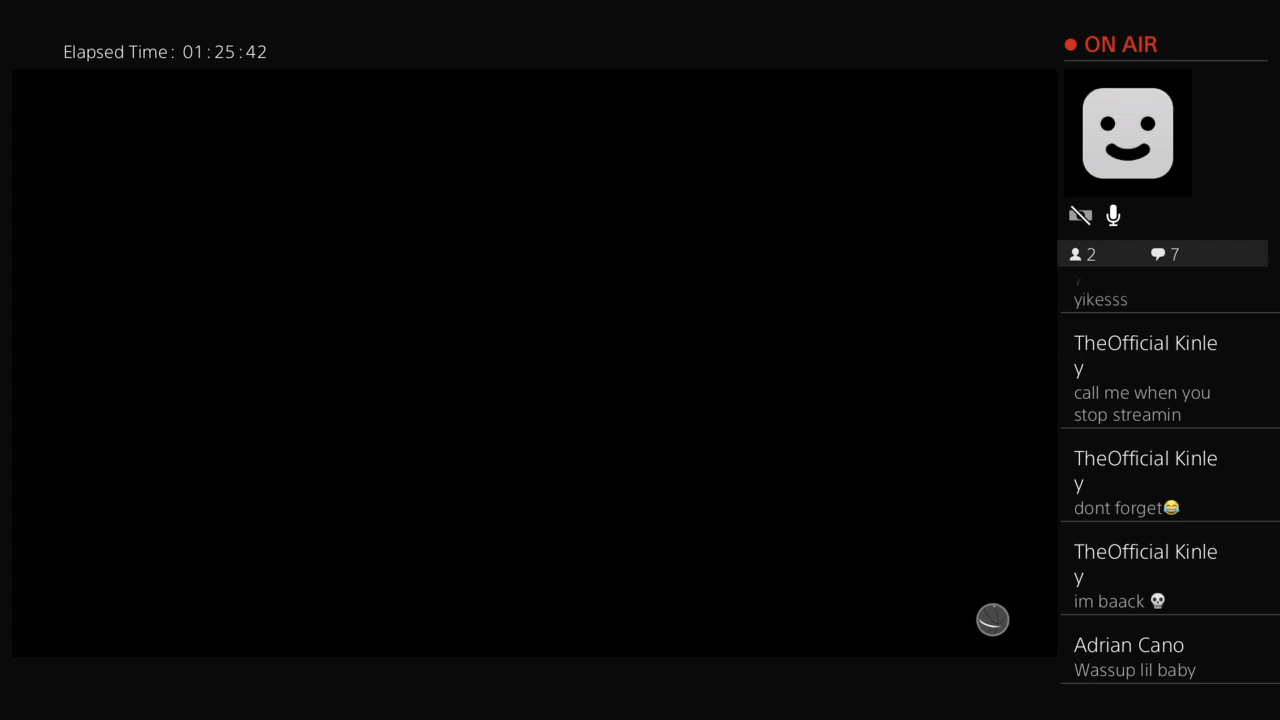 Elapsed Time: 01:25:42
ON AIR
2 7
yikesss
TheOfficial Kinle
y
call me when you
stop streamin
TheOfficial Kinle
y
dont forget😂
TheOfficial Kinle
y
im baack 💀
Adrian Cano
Wassup lil baby